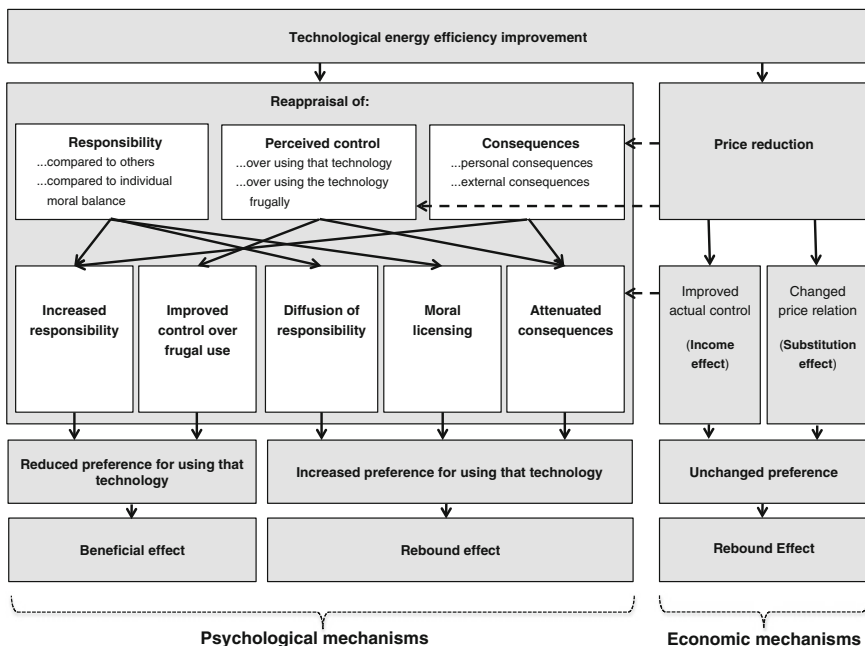 Technological energy efficiency improvement
Reappraisal of:
Responsibility
...compared to others
...compared to individual
moral balance
Perceived control
...over using that technology
...over using the technology
frugally
Consequences
...personal consequences
...external consequences
Price reduction
Increased
responsibility
Improved
control over
frugal use
Diffusion of
responsibility
Moral
licensing
Attenuated
consequences
Improved
actual control
(Income
effect)
Changed
price relation
(Substitution
effect)
Reduced preference for using that
technology
Increased preference for using that technology
Unchanged preference
Beneficial effect
Rebound effect
Rebound Effect
Psychological mechanisms
Economic mechanisms